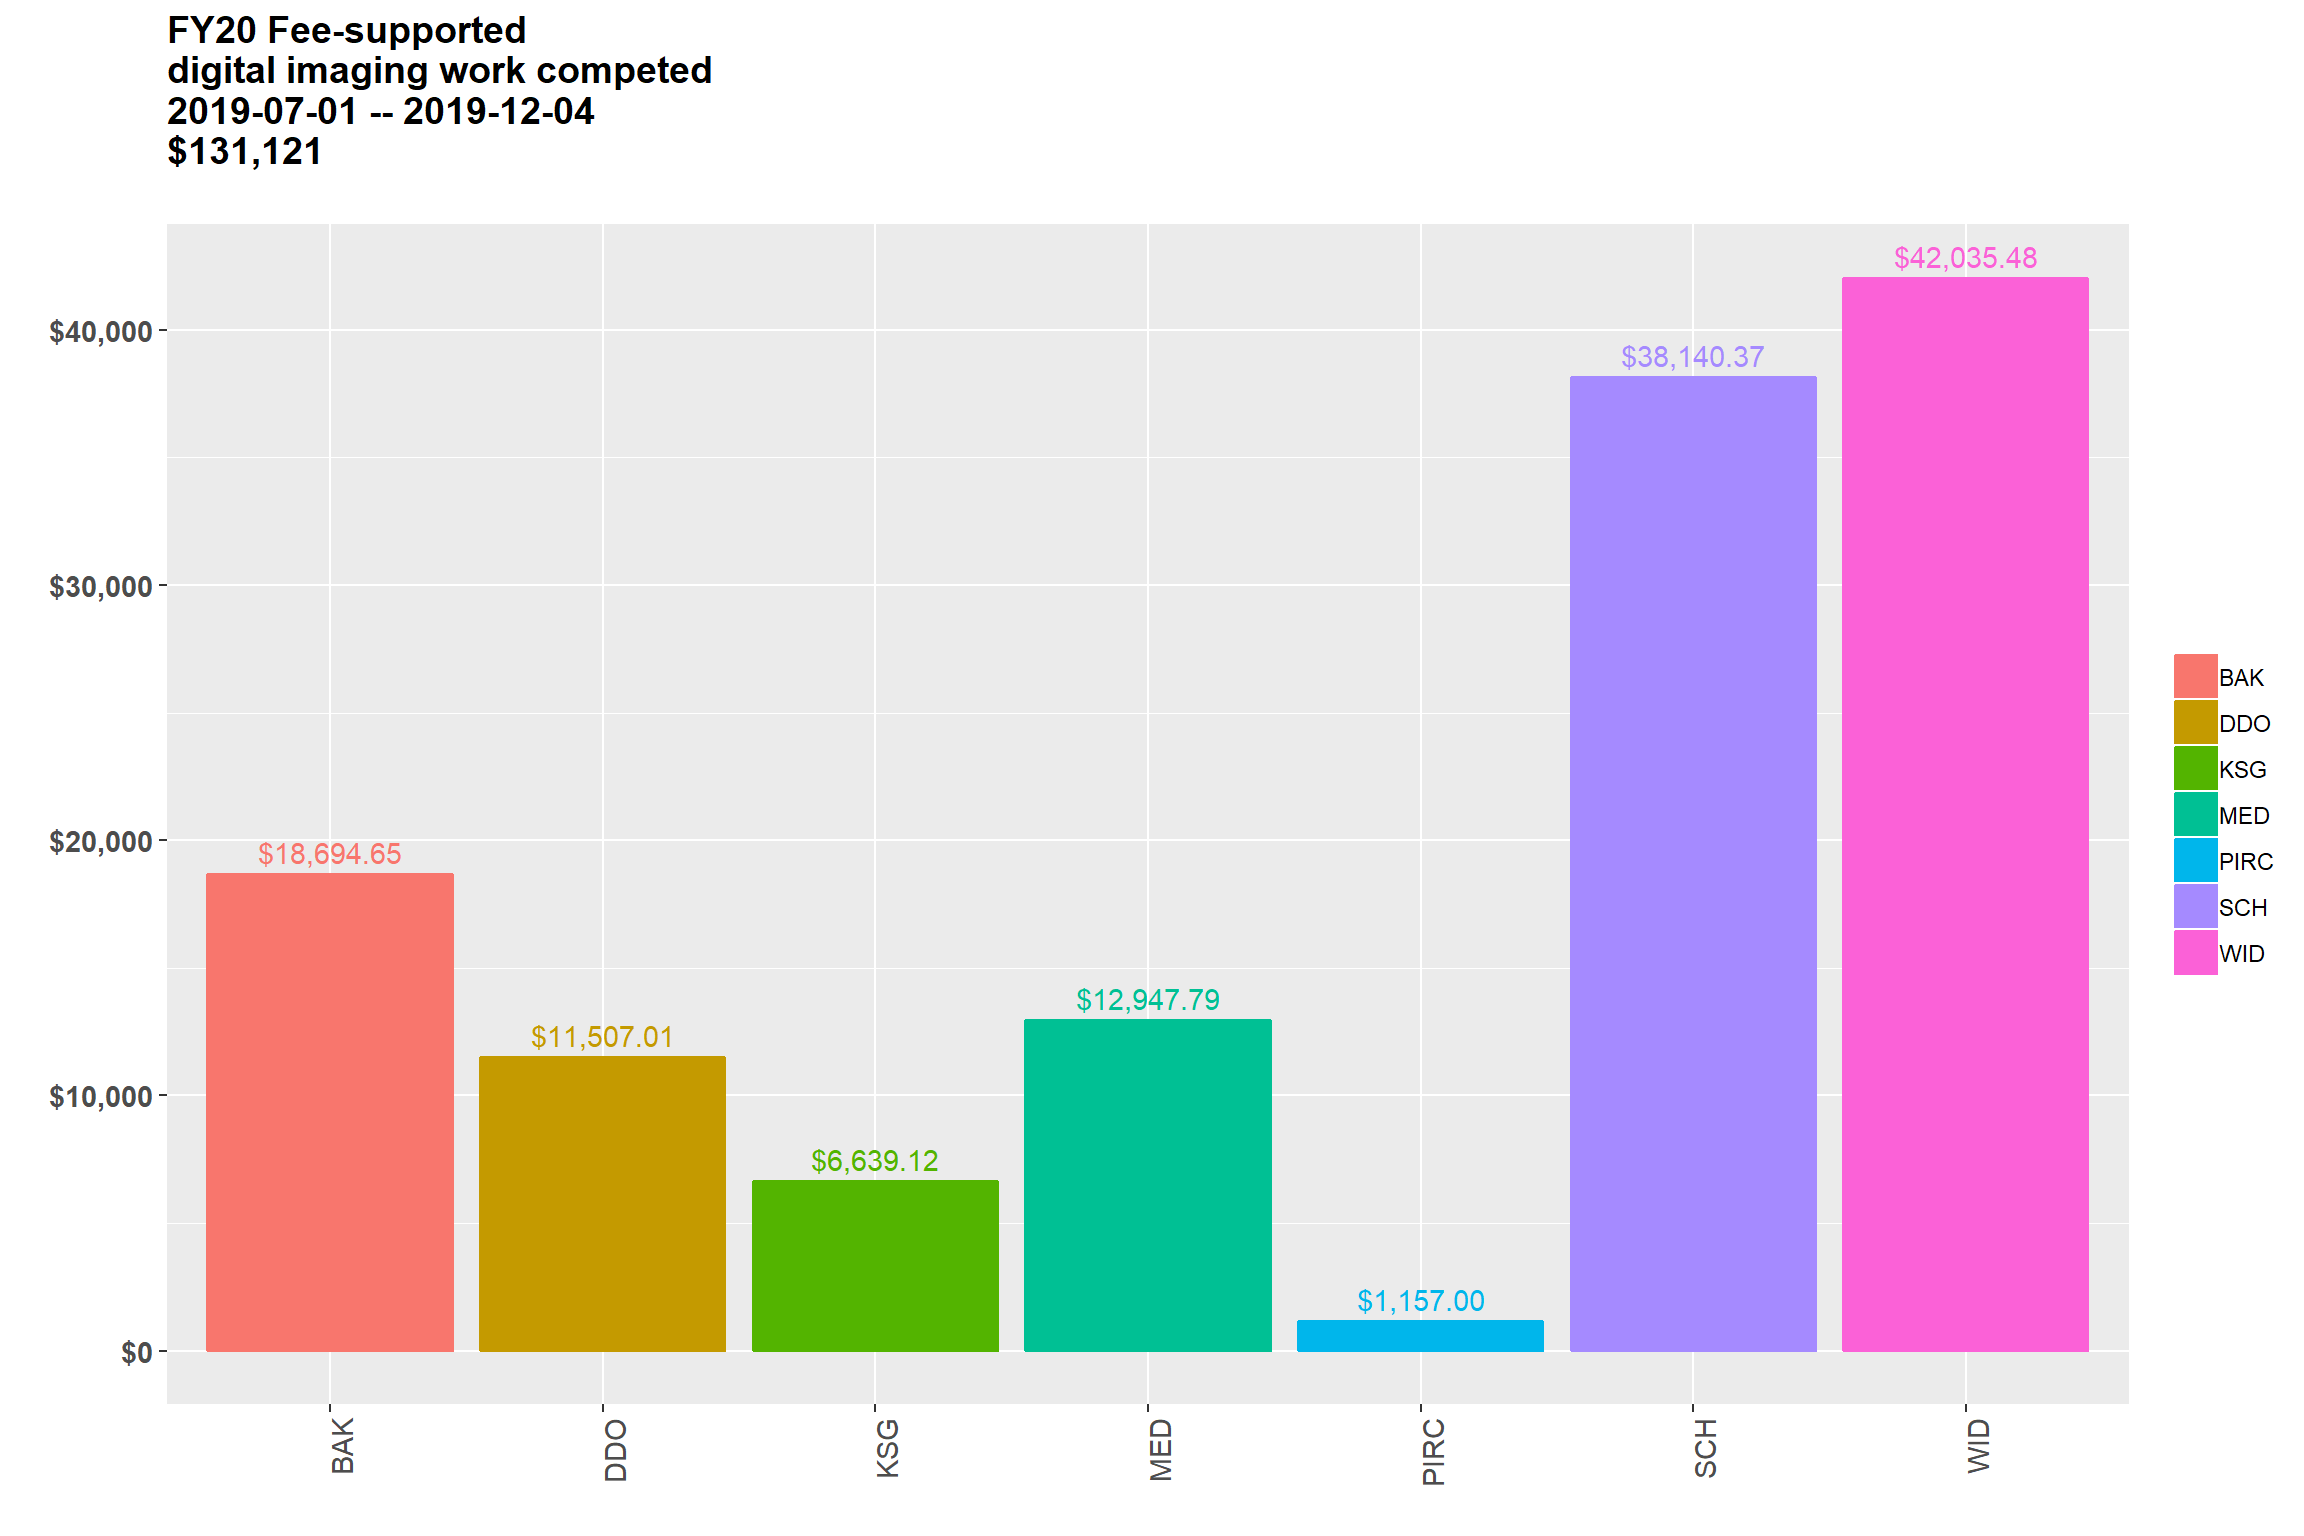 FY20 Fee-supported
digital imaging work competed
2019-07-01 -- 2019-12-04
$131,121
$42,035.48
$40,000
$38,140.37
$30,000
$20,000
$18,694.65
$12,947.79
$11,507.01
$10,000
$6,639.12
$1,157.00
$0
BAK
DDO
KSG
MED
PIRC
SCH
WID
BAK
DDO
KSG
MED
PIRC
SCH
WID